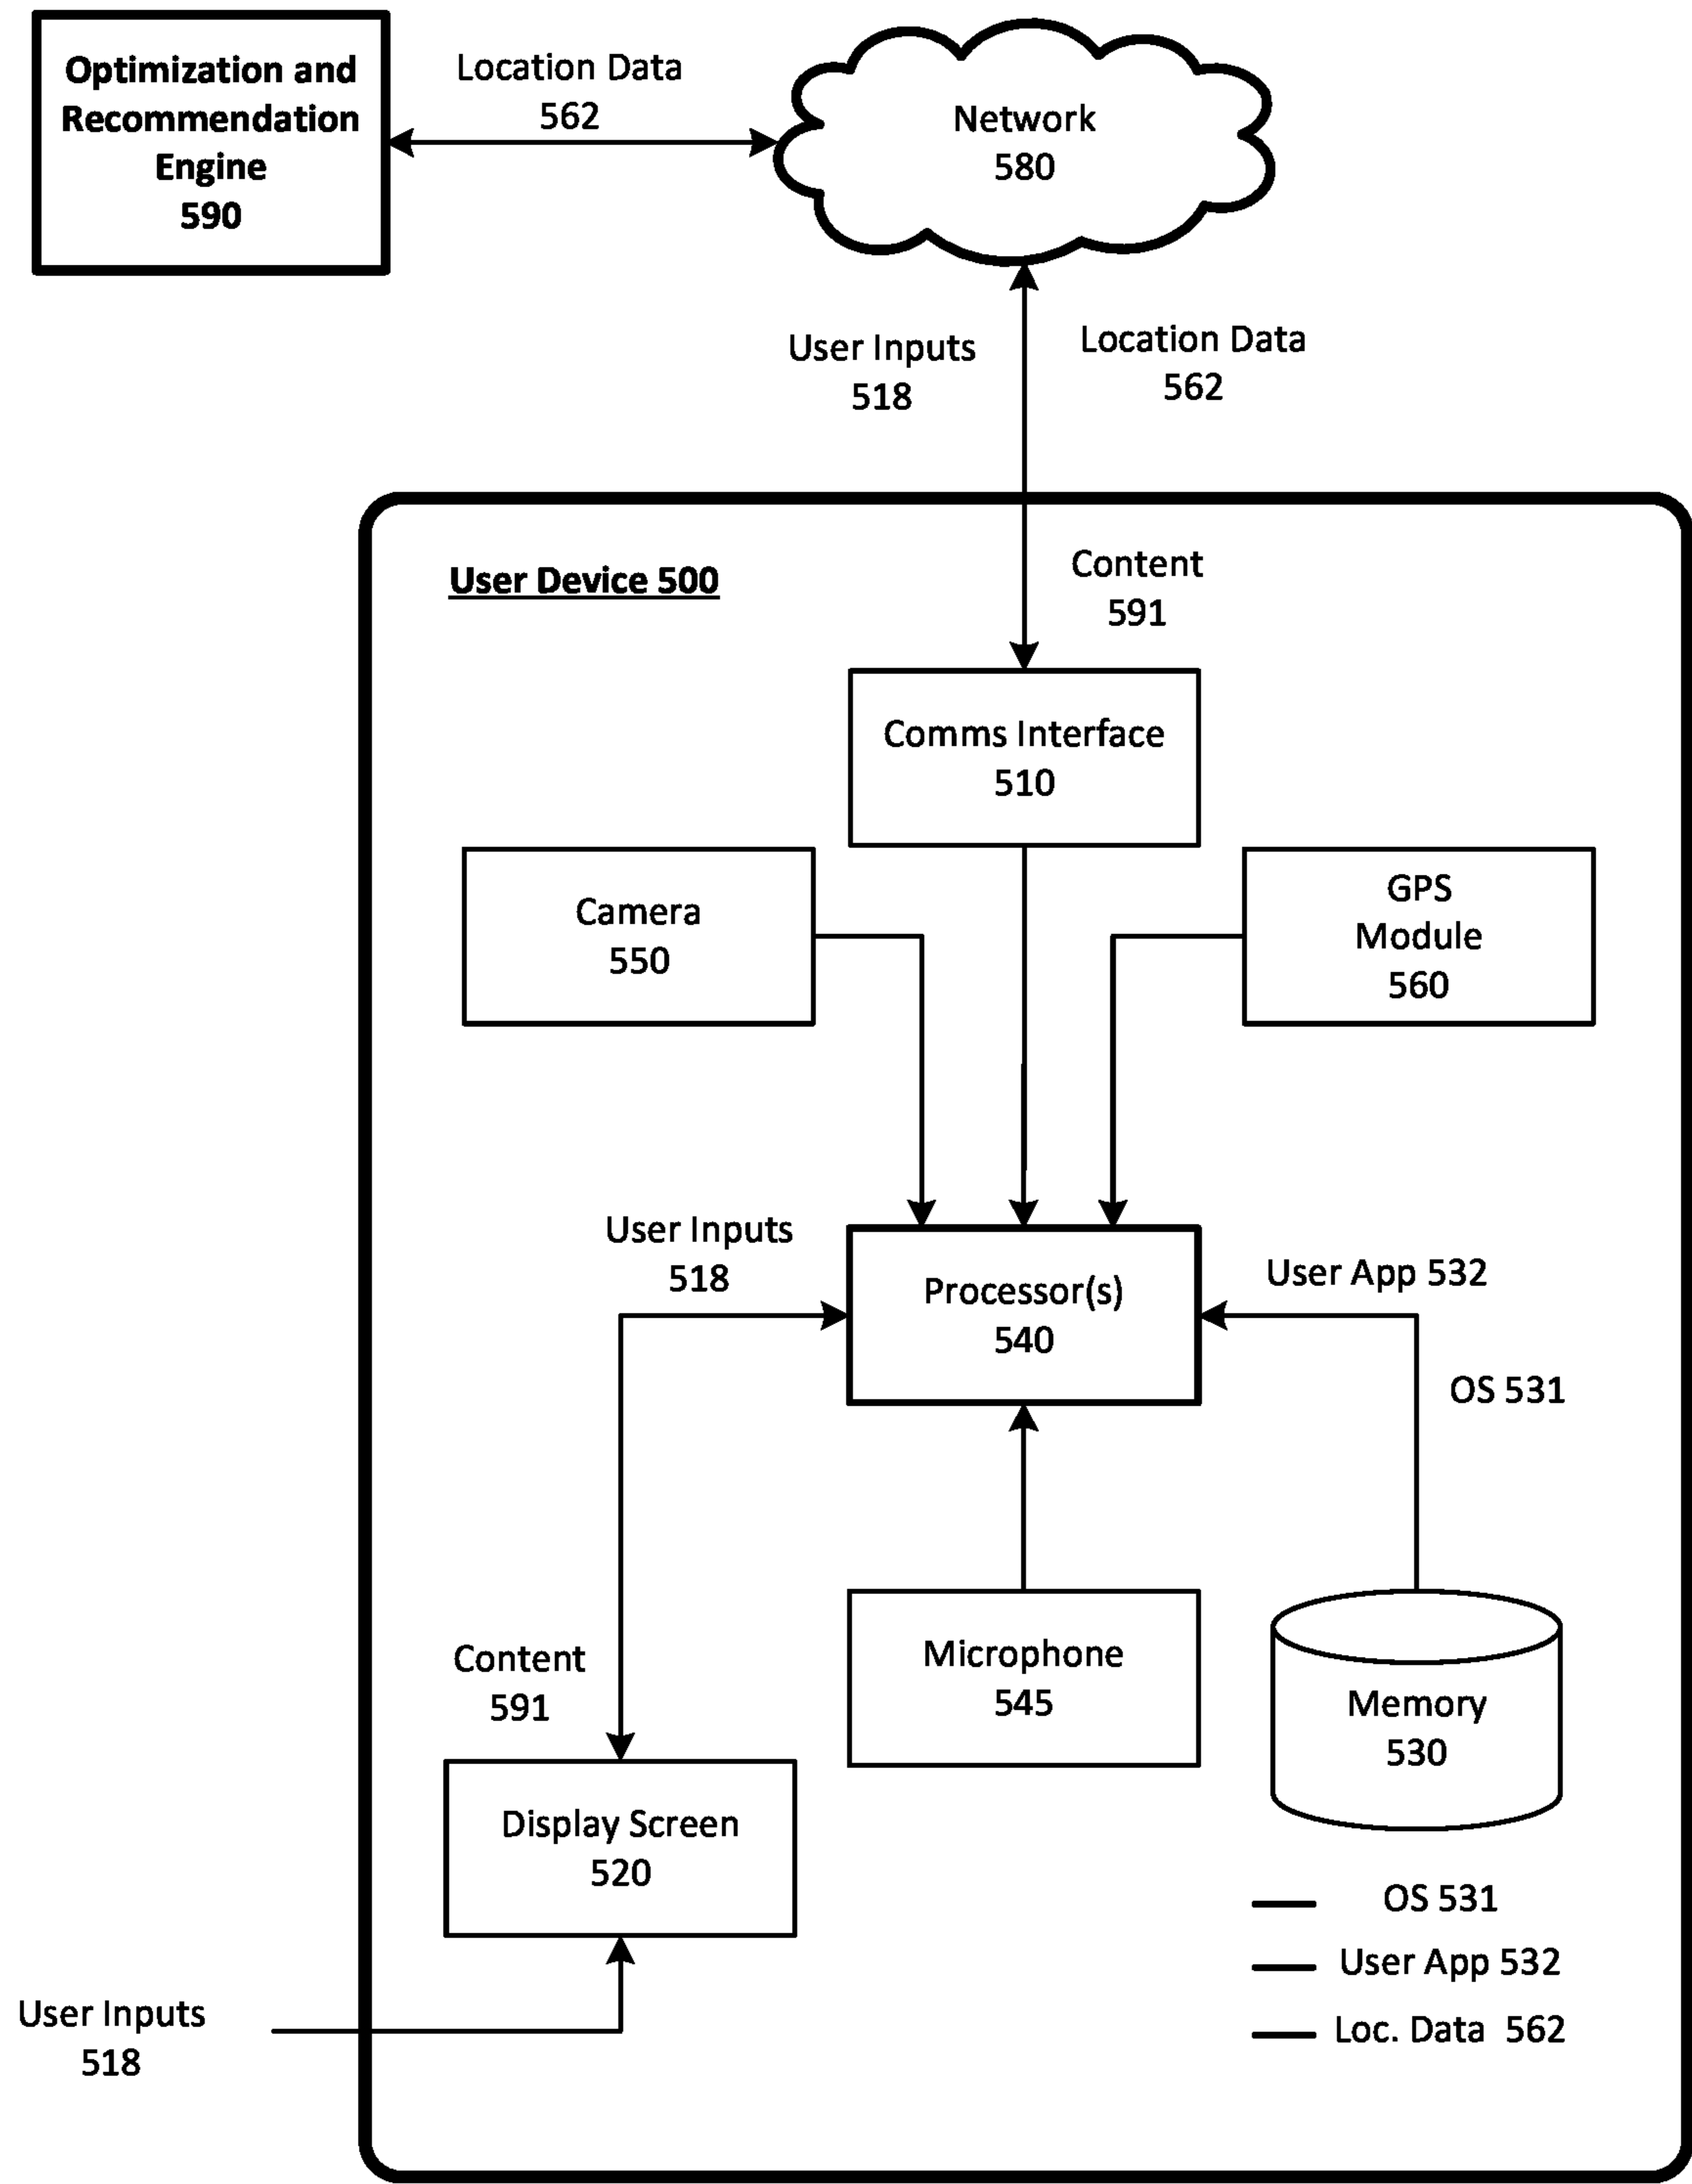 Optimization and
Recommendation
Engine
590
Location Data
562
Network
580
User Inputs
518
Location Data
562
User Device 500
Content
591
Comms Interface
510
Camera
550
GPS
Module
560
User Inputs
518
Processor(s)
540
User App 532
OS 531
Microphone
545
Content
591
Memory
530
Display Screen
520
OS 531
User App 532
Loc. Data 562
User Inputs
518